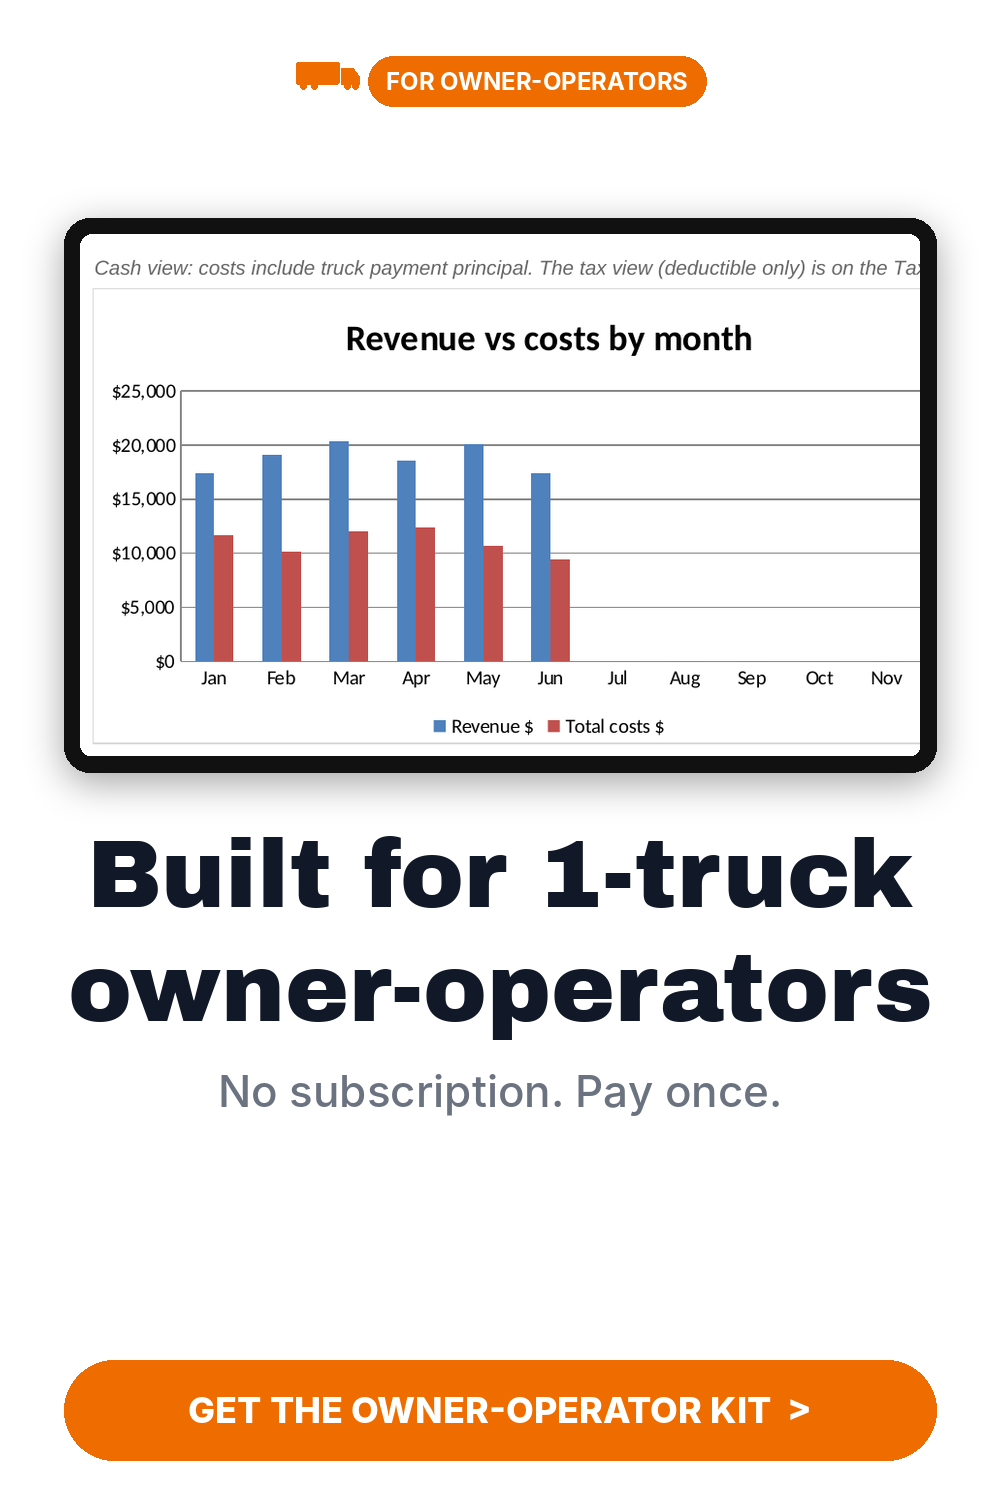 FOR OWNER-OPERATORS
Cash view: costs include truck payment principal. The tax view (deductible only) is on the Tax
Revenue vs costs by month
$25,000
$20,000
$15,000
$10,000
$5,000
$0
Jan Feb Mar Apr May Jun Jul Aug Sep Oct Nov
Revenue $ Total costs $
Built for 1-truck
owner-operators
No subscription. Pay once.
GET THE OWNER-OPERATOR KIT >